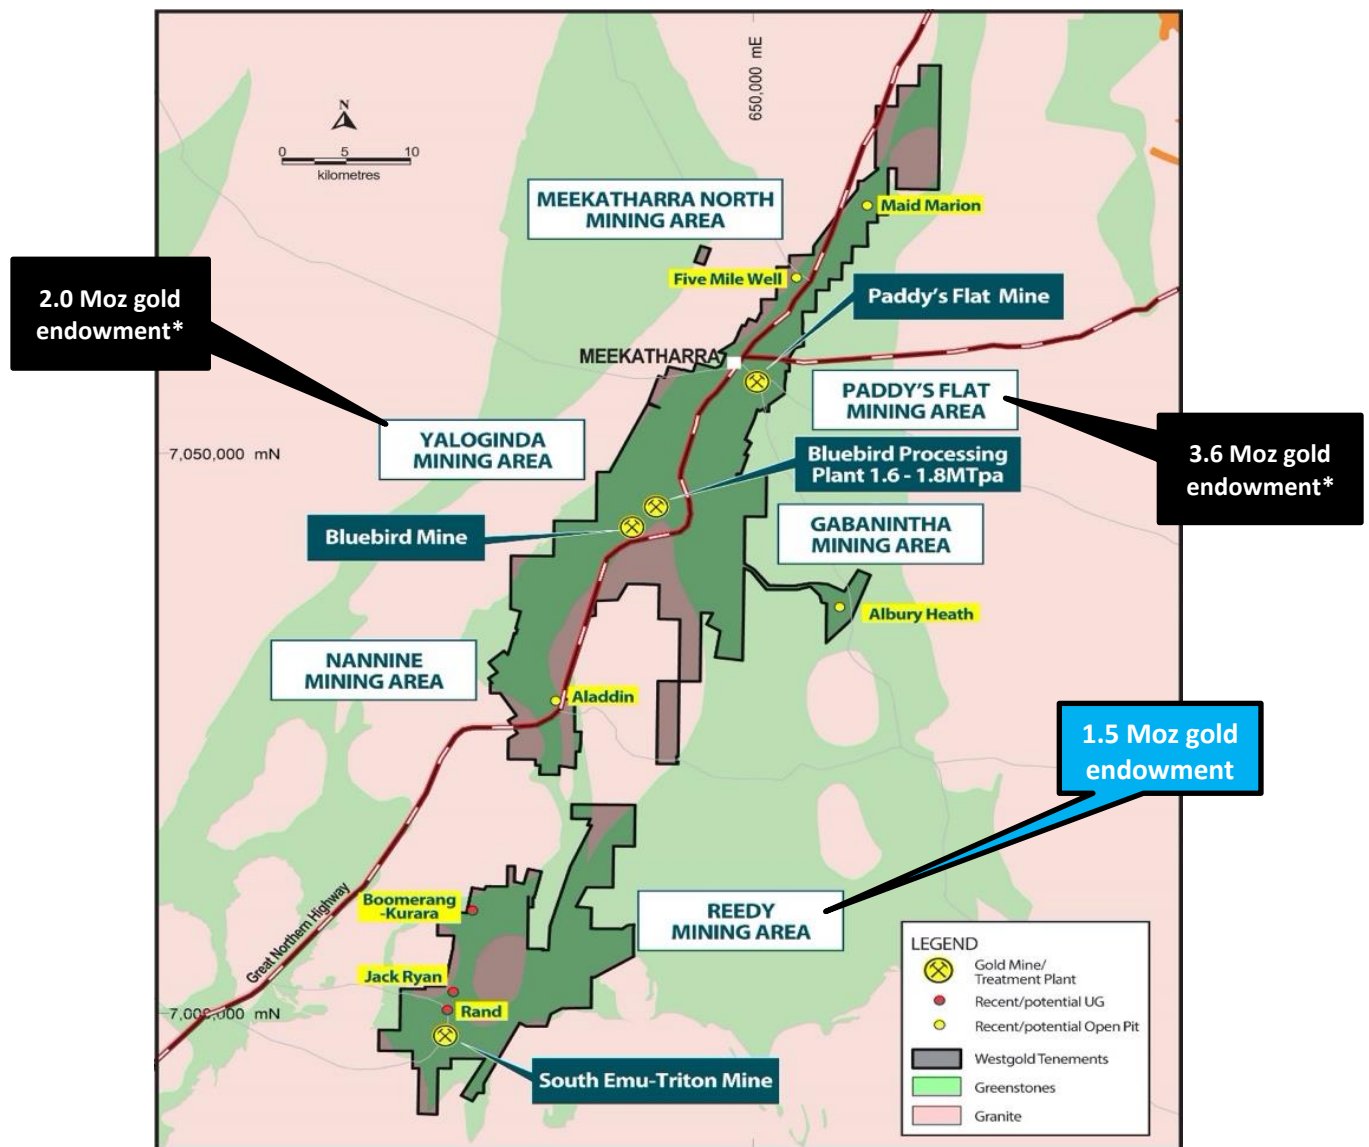 650,000 mE
N
0 5 10
kilometres
MEEKATHARRA NORTH
MINING AREA
Maid Marion
Five Mile Well
2.0 Moz gold
endowment*
Paddy's Flat Mine
MEEKATHARRA
PADDY'S FLAT
MINING AREA
YALOGINDA
MINING AREA
7,050,000 mN
Bluebird Processing
Plant 1.6 - 1.8MTpa
3.6 Moz gold
endowment*
Bluebird Mine
GABANINTHA
MINING AREA
Albury Heath
NANNINE
MINING AREA
Aladdin
1.5 Moz gold
endowment
Boomerang
-Kurara
REEDY
MINING AREA
Great Northern Highway
Jack Ryan
Rand
7,000,000 mN
South Emu-Triton Mine
LEGEND
Gold Mine/
Treatment Plant
Recent/potential UG
Recent/potential Open Pit
Westgold Tenements
Greenstones
Granite